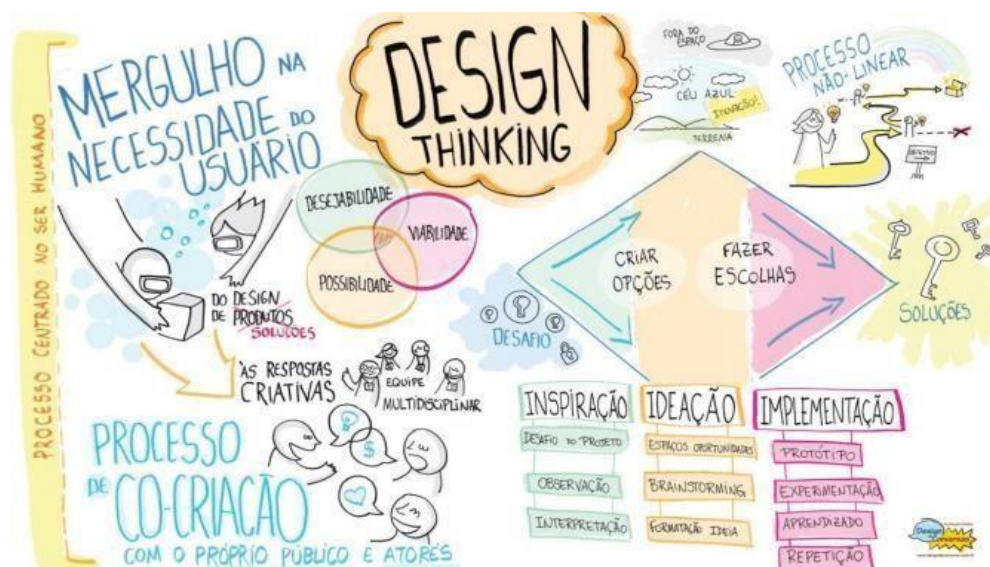 PROCESSO CENTRADO NO SER HUMANO
MERGULHO NA
NECESSIDADE DO
USUÁRIO
DESIGN
THINKING
FORA DO
ESPAÇO
CÉU AZUL
INOVAÇÃO!
TERRENA
PROCESSO
NÃO-LINEAR
OBJETIVO
DESEJABILIDADE
VIABILIDADE
POSSIBILIDADE
DO DESIGN
DE PRODUTOS
SOLUÇÕES
ÀS RESPOSTAS
CRIATIVAS
EQUIPE
MULTIDISCIPLINAR
PROCESSO
DE CO-CRIAÇÃO
COM O PRÓPRIO PÚBLICO E ATORES
DESAFIO
CRIAR
OPÇÕES
FAZER
ESCOLHAS
SOLUÇÕES
INSPIRAÇÃO
DESAFIO DO PROJETO
OBSERVAÇÃO
INTERPRETAÇÃO
IDEAÇÃO
ESPAÇOS OPORTUNIDADES
BRAINSTORMING
FORMATAÇÃO IDEIA
IMPLEMENTAÇÃO
PROTÓTIPO
EXPERIMENTAÇÃO
APRENDIZADO
REPETIÇÃO
Design